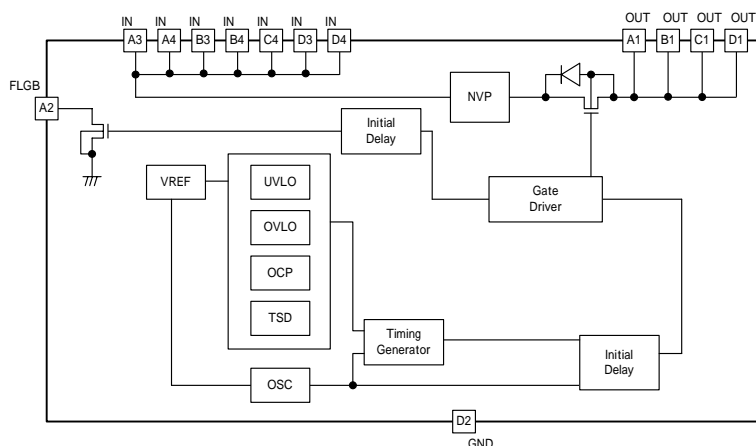 IN IN IN IN IN IN IN
OUT OUT OUT OUT
A3 A4 B3 B4 C4 D3 D4
A1 B1 C1 D1
FLGB
A2
NVP
Initial
Delay
VREF
UVLO
Gate
Driver
OVLO
OCP
TSD
Timing
Generator
Initial
Delay
OSC
D2
GND